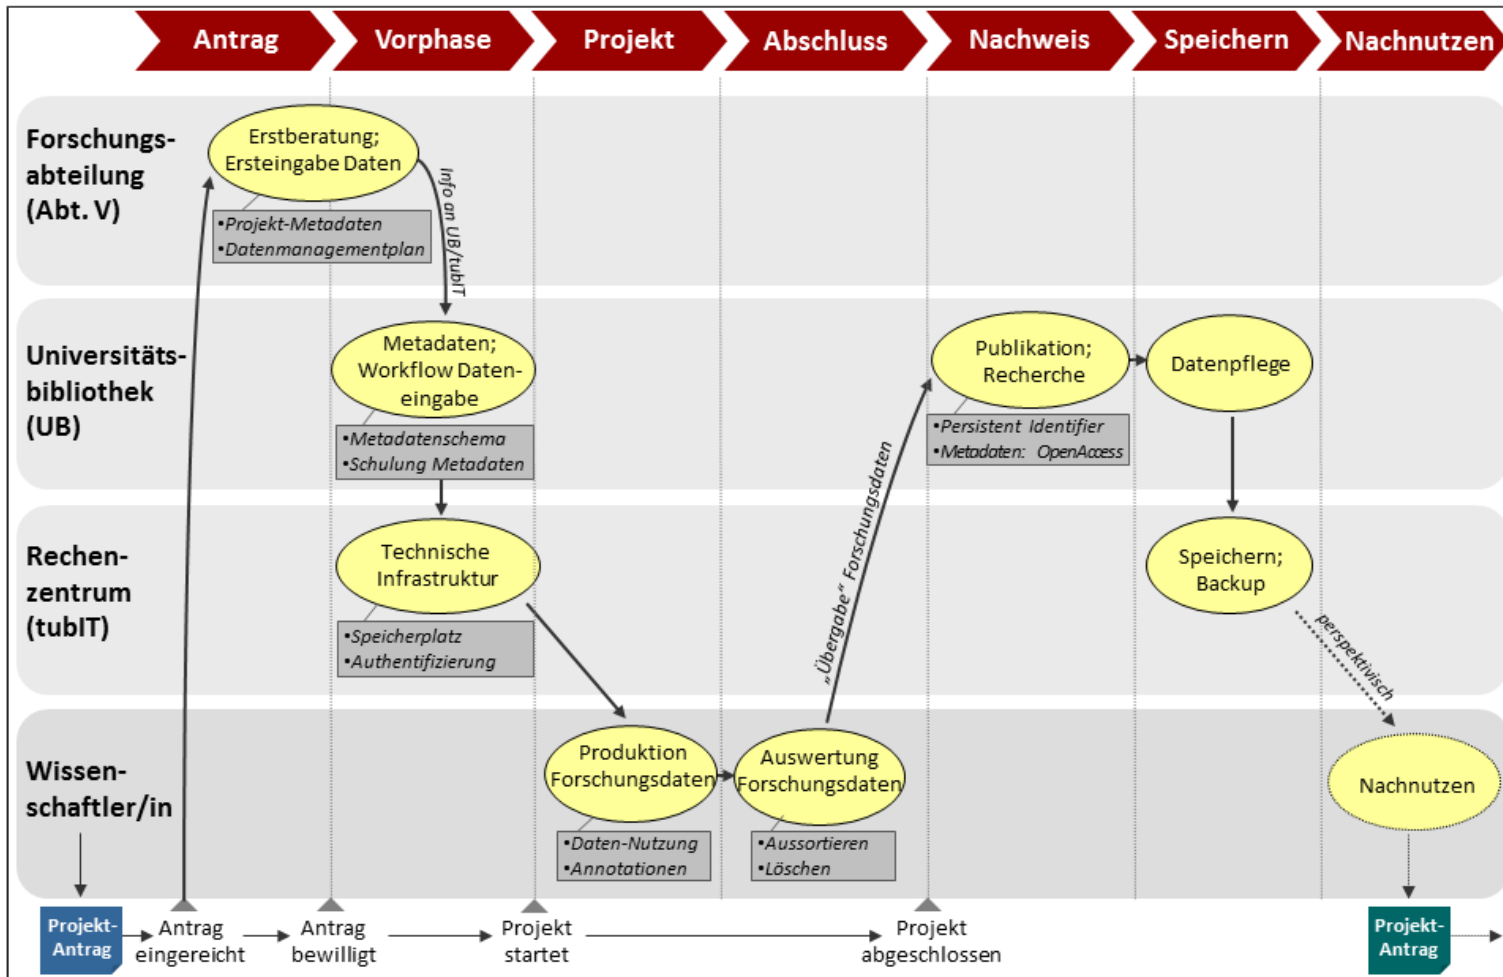 Antrag
Vorphase
Projekt
Abschluss
Nachweis
Speichern
Nachnutzen
Forschungs-
abteilung
(Abt. V)
Erstberatung;
Ersteingabe Daten
•Projekt-Metadaten
•Datenmanagementplan
Info an UB/tubIT
Universitäts-
bibliothek
(UB)
Metadaten;
Workflow Daten-
eingabe
•Metadatenschema
•Schulung Metadaten
Publikation;
Recherche
•Persistent Identifier
•Metadaten: OpenAccess
Datenpflege
„Übergabe“ Forschungsdaten
Rechen-
zentrum
(tubIT)
Technische
Infrastruktur
•Speicherplatz
•Authentifizierung
Speichern;
Backup
perspektivisch
Wissen-
schaftler/in
Produktion
Forschungsdaten
•Daten-Nutzung
•Annotationen
Auswertung
Forschungsdaten
•Aussortieren
•Löschen
Nachnutzen
Projekt-
Antrag
Antrag
eingereicht
Antrag
bewilligt
Projekt
startet
Projekt
abgeschlossen
Projekt-
Antrag